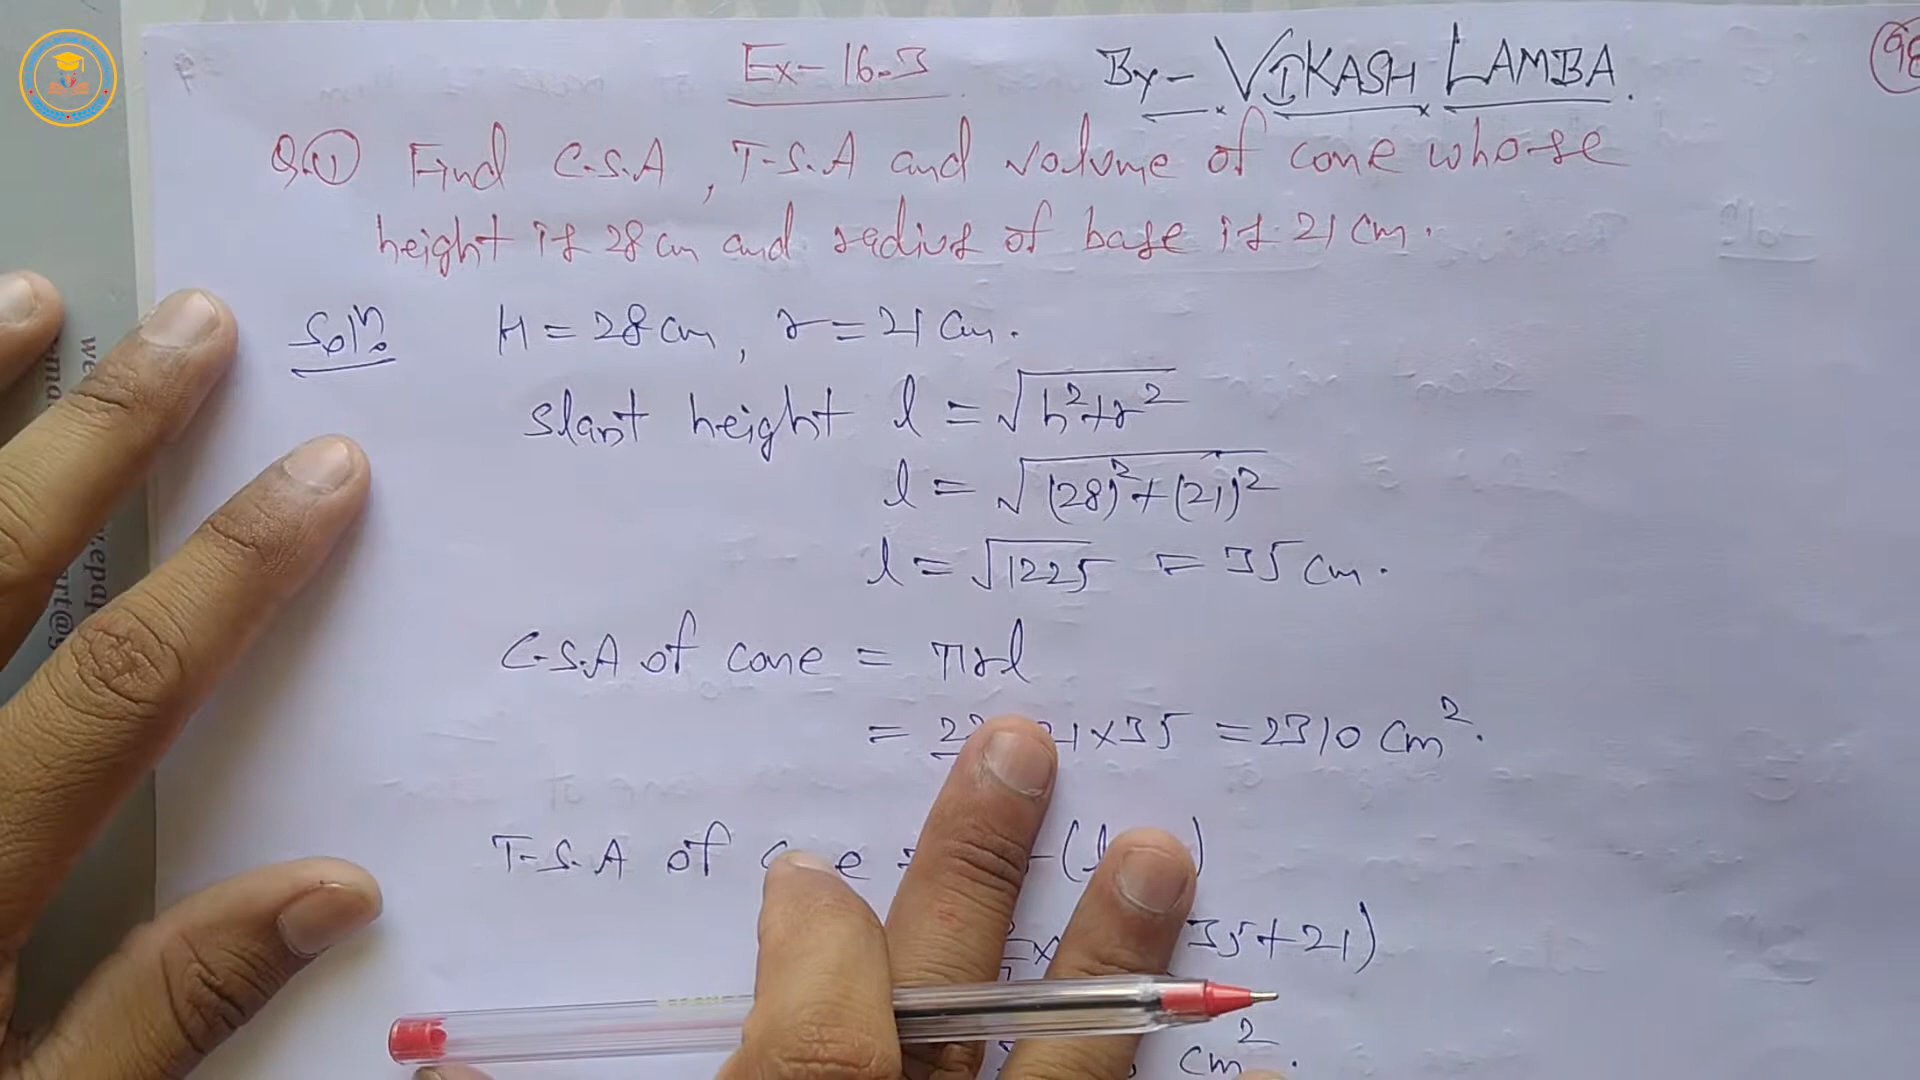 Ex-16.3 By- VIKASH LAMBA.
Q.① Find C.S.A, T.S.A and volume of cone whose
height is 28 cm and radius of base is 21 cm.
Soln. H = 28 cm, r = 21 cm.
Slant height l = √h²+r²
l = √(28)²+(21)²
l = √1225 = 35 cm.
C.S.A of cone = πrl
= 21×35 = 2310 cm².
T.S.A of
35+21)
cm².